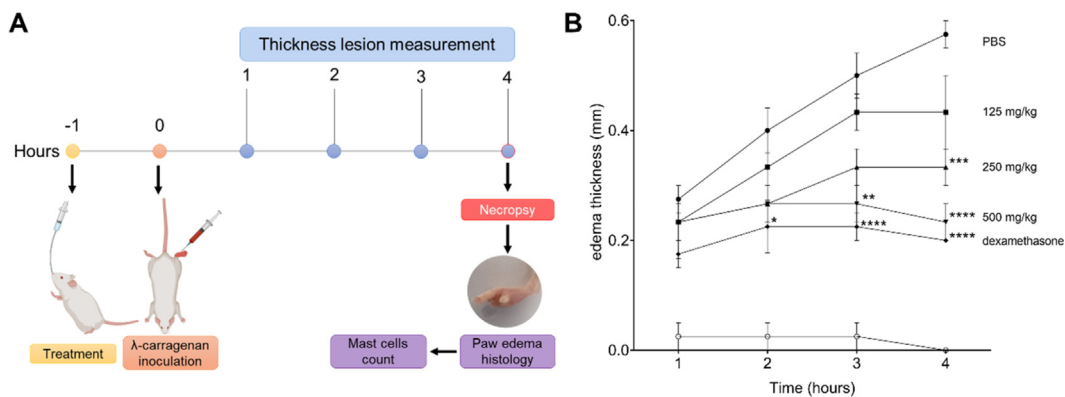 A
Thickness lesion measurement
1 2 3 4
-1 0
Hours
Necropsy
Treatment
λ-carragenan
inoculation
Mast cells
count
Paw edema
histology
B
edema thickness (mm)
0.6
0.4
0.2
0.0
PBS
125 mg/kg
250 mg/kg
500 mg/kg
dexamethasone
***
**
****
*
****
****
1 2 3 4
Time (hours)